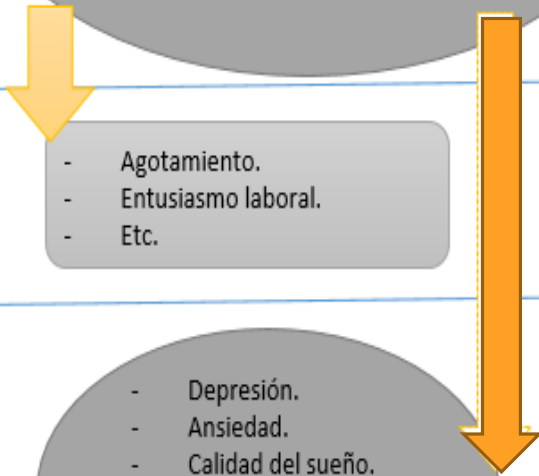 - Agotamiento.
- Entusiasmo laboral.
- Etc.
- Depresión.
- Ansiedad.
- Calidad del sueño.